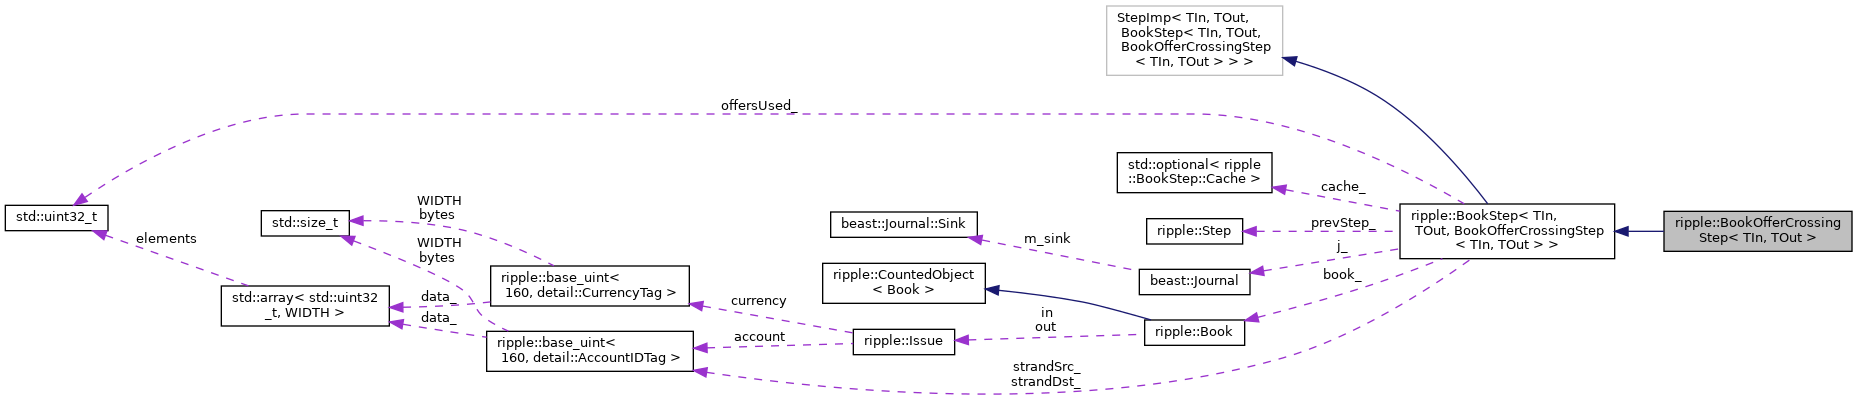 StepImp< TIn, TOut,
BookStep< TIn, TOut,
BookOfferCrossingStep
< TIn, TOut > > >
offersUsed_
std::optional< ripple
::BookStep::Cache >
cache_
WIDTH
bytes
std::uint32_t
std::size_t
beast::Journal::Sink
ripple::Step
prevStep_
ripple::BookStep< TIn,
TOut, BookOfferCrossingStep
< TIn, TOut > >
ripple::BookOfferCrossing
Step< TIn, TOut >
elements
WIDTH
bytes
m_sink
j_
ripple::base_uint<
160, detail::CurrencyTag >
ripple::CountedObject
< Book >
beast::Journal
book_
std::array< std::uint32
_t, WIDTH >
data_
data_
currency
in
out
ripple::base_uint<
160, detail::AccountIDTag >
account
ripple::Issue
ripple::Book
strandSrc_
strandDst_